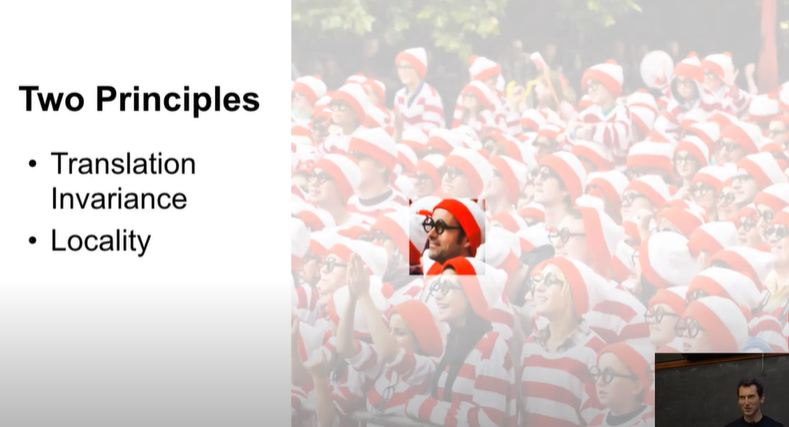 Two Principles
• Translation
Invariance
• Locality